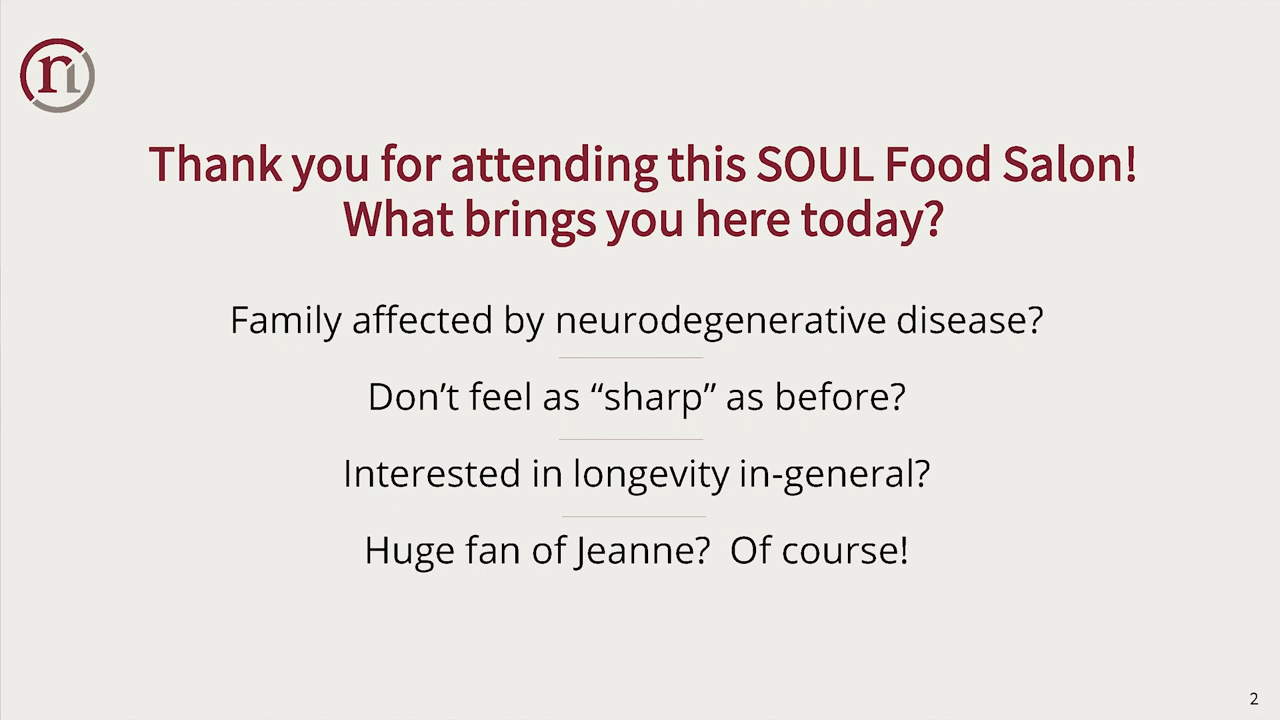 rı
Thank you for attending this SOUL Food Salon!
What brings you here today?
Family affected by neurodegenerative disease?
Don’t feel as “sharp” as before?
Interested in longevity in-general?
Huge fan of Jeanne?  Of course!
2